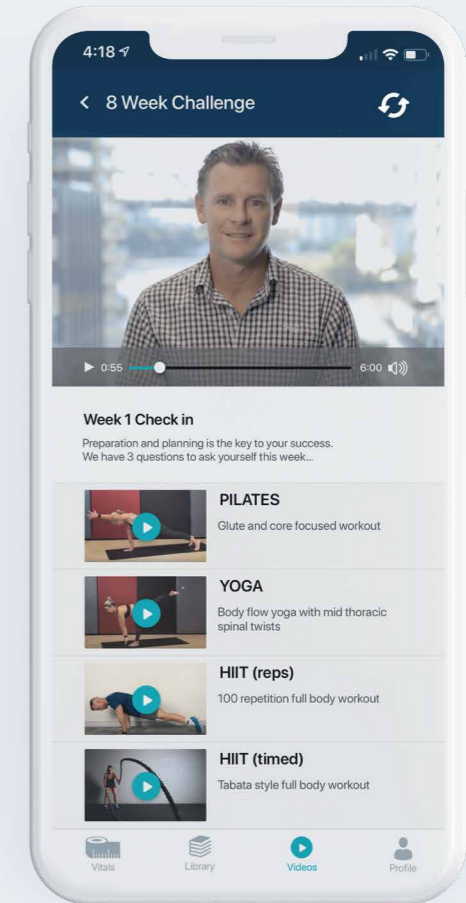 4:18
8 Week Challenge
0:55
6:00
Week 1 Check in
Preparation and planning is the key to your success.
We have 3 questions to ask yourself this week...
PILATES
Glute and core focused workout
YOGA
Body flow yoga with mid thoracic
spinal twists
HIIT (reps)
100 repetition full body workout
HIIT (timed)
Tabata style full body workout
Vitals
Library
Videos
Profile